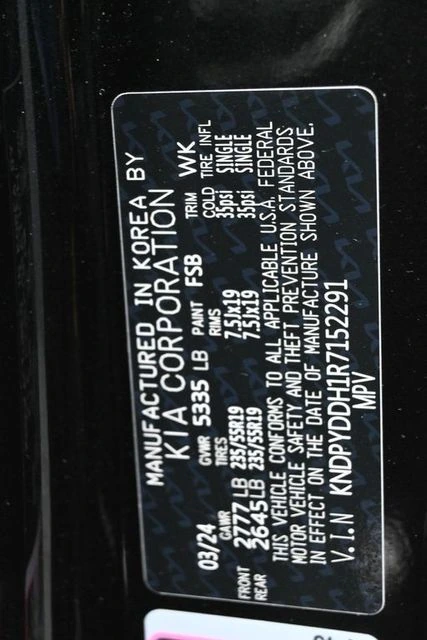 MANUFACTURED IN KOREA BY
KIA CORPORATION
03/24 GVWR 5335 LB PAINT FSB TRIM WK
GAWR TIRES RIMS COLD TIRE INFL
FRONT 2777 LB 235/55R19 7.5Jx19 35psi SINGLE
REAR 2645LB 235/55R19 7.5Jx19 35psi SINGLE
THIS VEHICLE CONFORMS TO ALL APPLICABLE U.S.A. FEDERAL
MOTOR VEHICLE SAFETY AND THEFT PREVENTION STANDARDS
IN EFFECT ON THE DATE OF MANUFACTURE SHOWN ABOVE.
V.I.N KNDPYDDH1R7152291
MPV